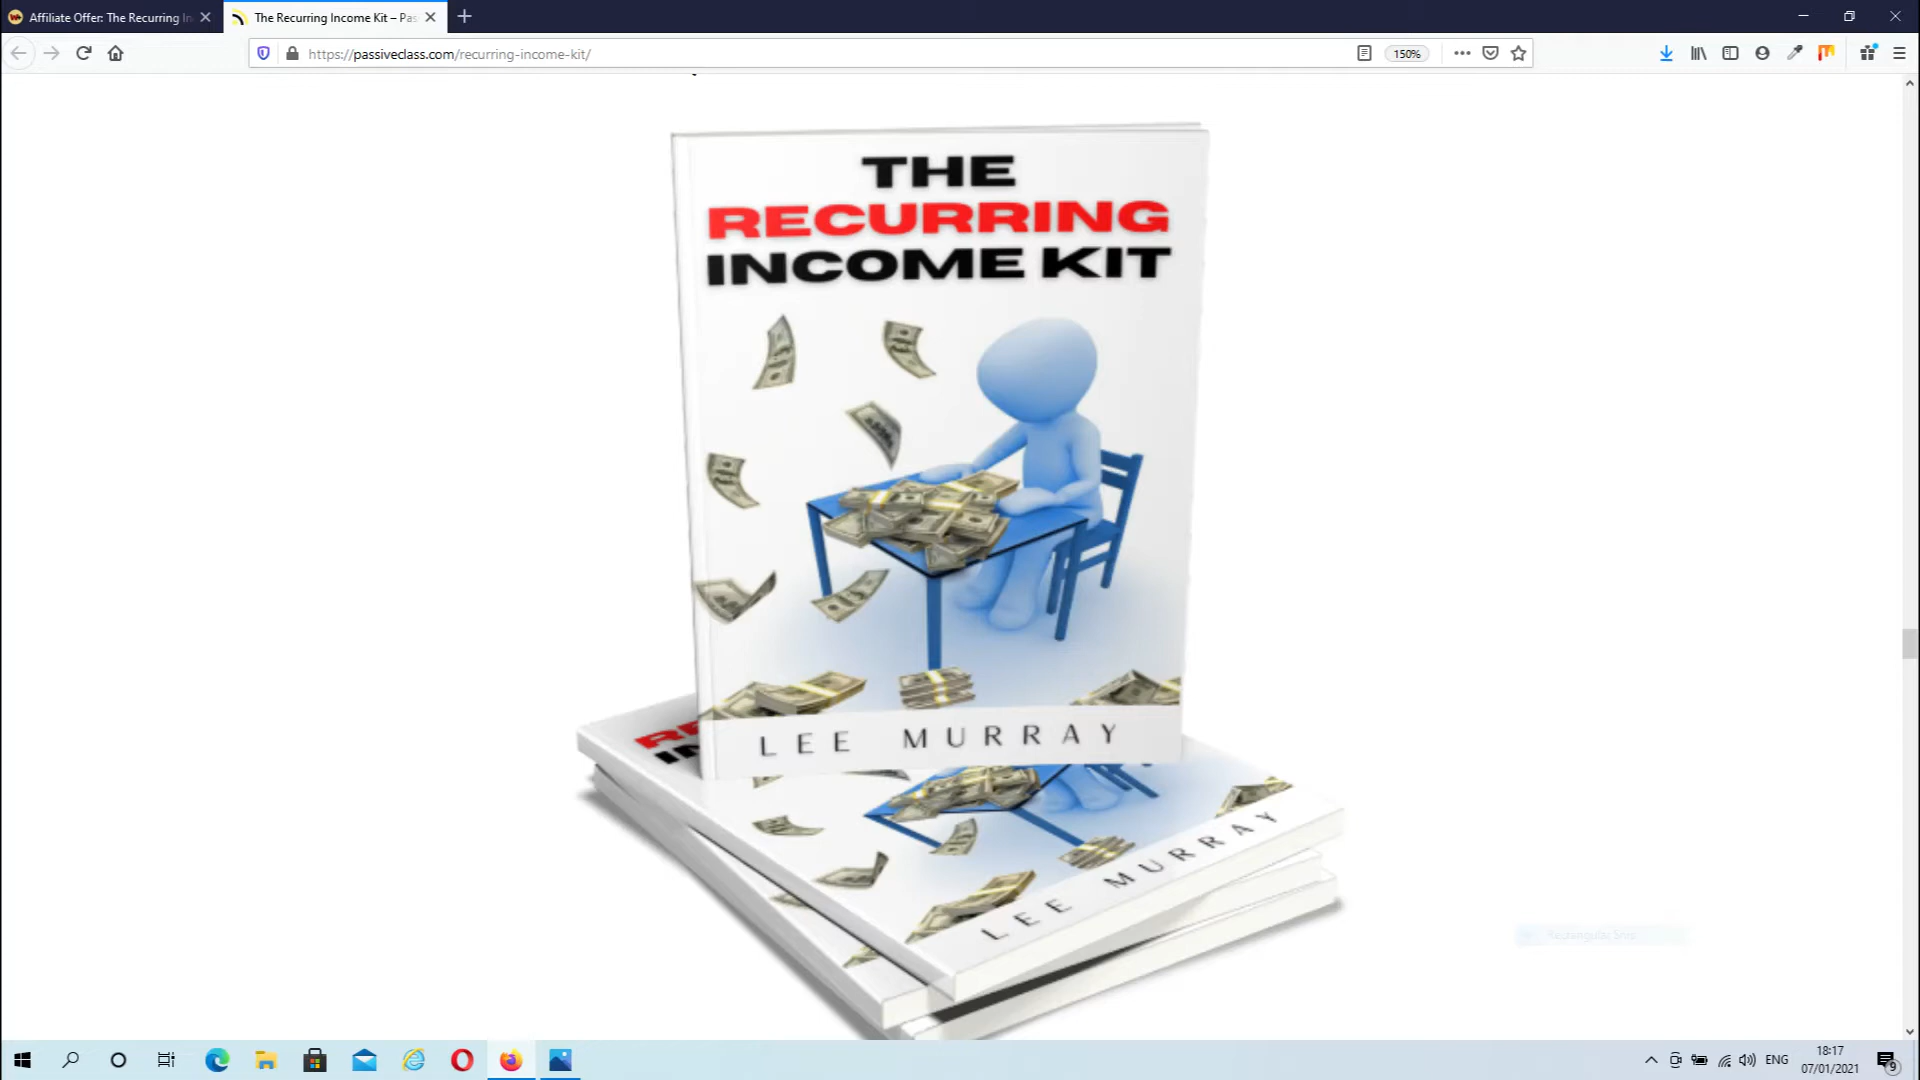 Affiliate Offer: The Recurring In
The Recurring Income Kit – Pas
https://passiveclass.com/recurring-income-kit/
150%
THE
RECURRING
INCOME KIT
LEE MURRAY
LEE MURRAY
ENG
18:17
07/01/2021
9